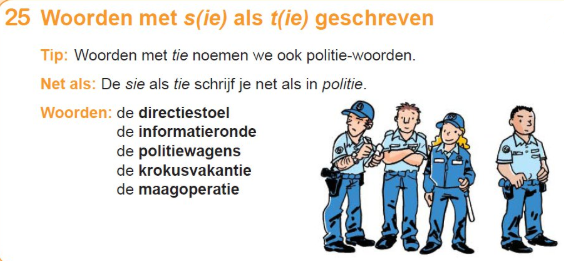 25 Woorden met s(ie) als t(ie) geschreven
Tip: Woorden met tie noemen we ook politie-woorden.
Net als: De sie als tie schrijf je net als in politie.
Woorden: de directiestoel
de informatieronde
de politiewagens
de krokusvakantie
de maagoperatie